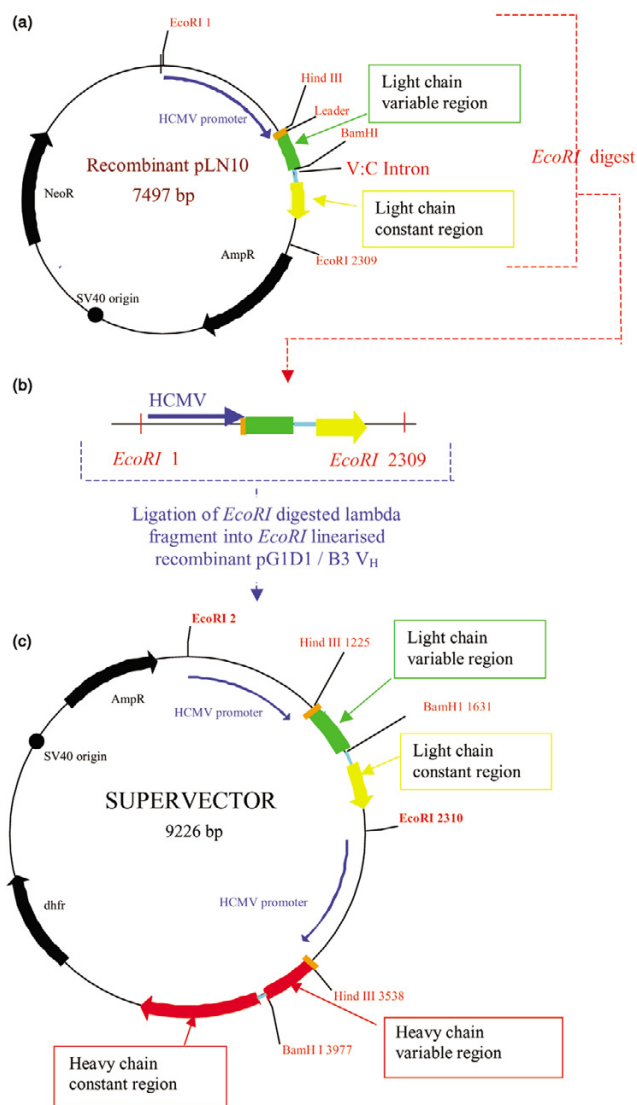 (a)
EcoRI 1
Hind III
Leader
BamHI
V:C Intron
Light chain
variable region
HCMV promoter
Recombinant pLN10
7497 bp
NeoR
AmpR
SV40 origin
Light chain
constant region
EcoRI 2309
EcoRI digest
(b)
HCMV
EcoRI 1
EcoRI 2309
Ligation of EcoRI digested lambda
fragment into EcoRI linearised
recombinant pG1D1 / B3 VH
(c)
EcoRI 2
Hind III 1225
Light chain
variable region
AmpR
HCMV promoter
BamH1 1631
SV40 origin
Light chain
constant region
SUPERVECTOR
9226 bp
EcoRI 2310
HCMV promoter
dhfr
Hind III 3538
BamH I 3977
Heavy chain
variable region
Heavy chain
constant region